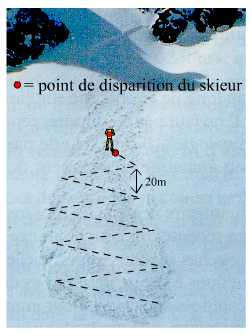 = point de disparition du skieur
20m